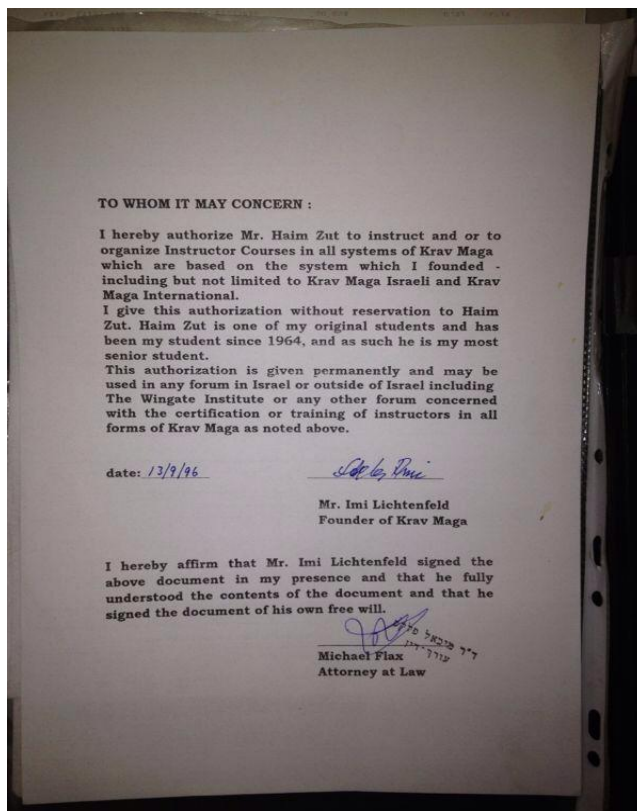 TO WHOM IT MAY CONCERN :
I hereby authorize Mr. Haim Zut to instruct and or to
organize Instructor Courses in all systems of Krav Maga
which are based on the system which I founded -
including but not limited to Krav Maga Israeli and Krav
Maga International.
I give this authorization without reservation to Haim
Zut. Haim Zut is one of my original students and has
been my student since 1964, and as such he is my most
senior student.
This authorization is given permanently and may be
used in any forum in Israel or outside of Israel including
The Wingate Institute or any other forum concerned
with the certification or training of instructors in all
forms of Krav Maga as noted above.
date: 13/9/96
Mr. Imi Lichtenfeld
Founder of Krav Maga
I hereby affirm that Mr. Imi Lichtenfeld signed the
above document in my presence and that he fully
understood the contents of the document and that he
signed the document of his own free will.
ד"ר מיכאל פלקס
עורך-דין
Michael Flax
Attorney at Law